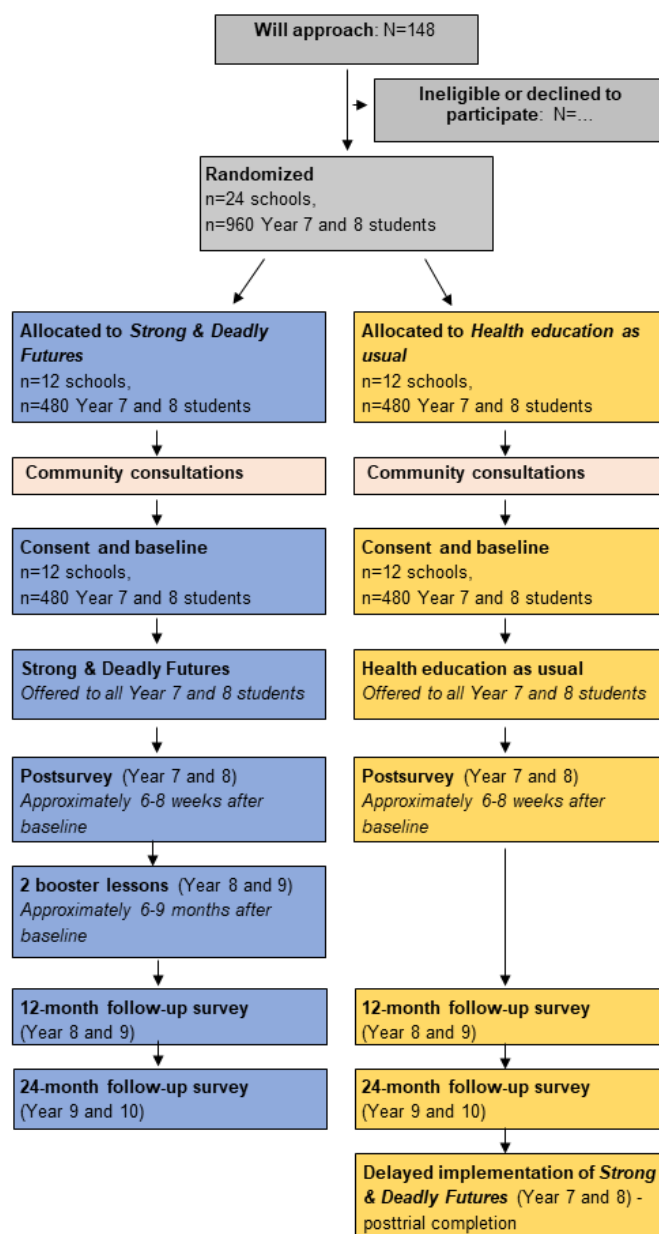 Will approach: N=148
Ineligible or declined to
participate: N=...
Randomized
n=24 schools,
n=960 Year 7 and 8 students
Allocated to Strong & Deadly
Futures
n=12 schools,
n=480 Year 7 and 8 students
Allocated to Health education as
usual
n=12 schools,
n=480 Year 7 and 8 students
Community consultations
Community consultations
Consent and baseline
n=12 schools,
n=480 Year 7 and 8 students
Consent and baseline
n=12 schools,
n=480 Year 7 and 8 students
Strong & Deadly Futures
Offered to all Year 7 and 8 students
Health education as usual
Offered to all Year 7 and 8 students
Postsurvey (Year 7 and 8)
Approximately 6-8 weeks after
baseline
Postsurvey (Year 7 and 8)
Approximately 6-8 weeks after
baseline
2 booster lessons (Year 8 and 9)
Approximately 6-9 months after
baseline
12-month follow-up survey
(Year 8 and 9)
12-month follow-up survey
(Year 8 and 9)
24-month follow-up survey
(Year 9 and 10)
24-month follow-up survey
(Year 9 and 10)
Delayed implementation of Strong
& Deadly Futures (Year 7 and 8) -
posttrial completion